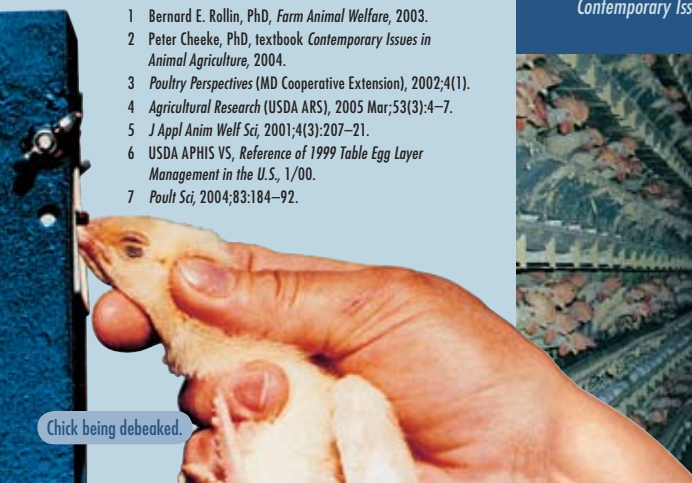 Contemporary Iss
1 Bernard E. Rollin, PhD, Farm Animal Welfare, 2003.
2 Peter Cheeke, PhD, textbook Contemporary Issues in
Animal Agriculture, 2004.
3 Poultry Perspectives (MD Cooperative Extension), 2002;4(1).
4 Agricultural Research (USDA ARS), 2005 Mar;53(3):4–7.
5 J Appl Anim Welf Sci, 2001;4(3):207–21.
6 USDA APHIS VS, Reference of 1999 Table Egg Layer
Management in the U.S., 1/00.
7 Poult Sci, 2004;83:184–92.
Chick being debeaked.